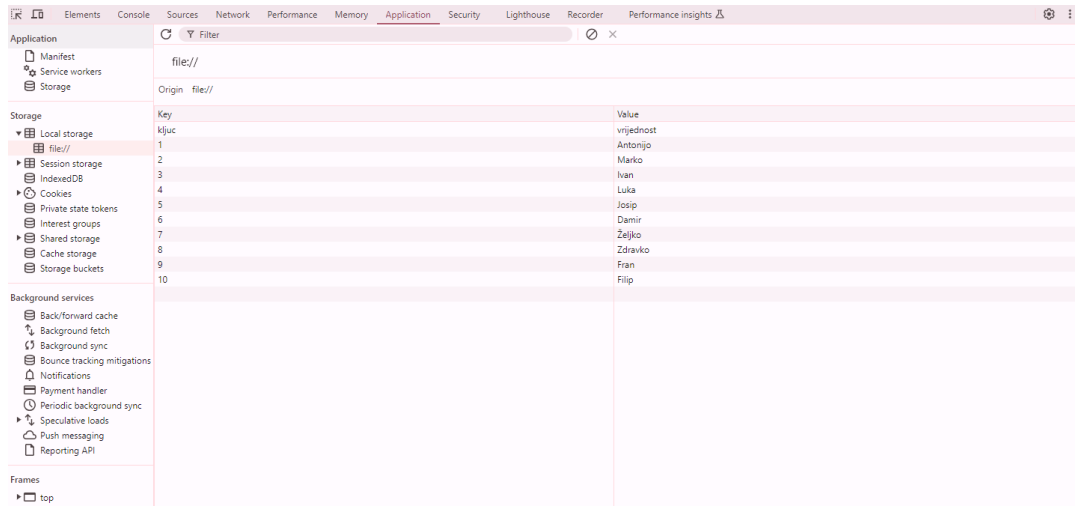 Elements Console Sources Network Performance Memory Application Security Lighthouse Recorder Performance insights
Application
Manifest
Service workers
Storage
Storage
Local storage
file://
Session storage
IndexedDB
Cookies
Private state tokens
Interest groups
Shared storage
Cache storage
Storage buckets
Background services
Back/forward cache
Background fetch
Background sync
Bounce tracking mitigations
Notifications
Payment handler
Periodic background sync
Speculative loads
Push messaging
Reporting API
Frames
top
Filter
file://
Origin file://
Key Value
kljuc vrijednost
1 Antonijo
2 Marko
3 Ivan
4 Luka
5 Josip
6 Damir
7 Željko
8 Zdravko
9 Fran
10 Filip